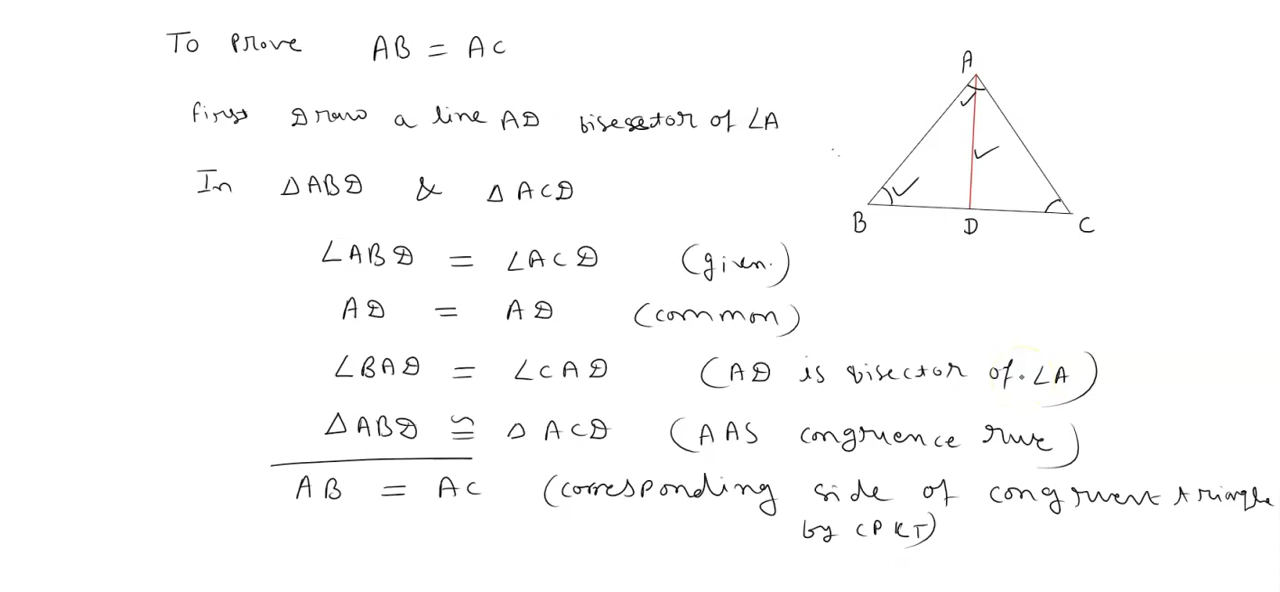 To Prove AB = AC
A
first Draw a line AD bisesector of ∠A
In ΔABD & ΔACD
B D C
∠ABD = ∠ACD (given.)
AD = AD (common)
∠BAD = ∠CAD (AD is bisector of. ∠A)
ΔABD ≅ ΔACD (AAS congruence rule)
AB = AC (corresponding side of congruent triangle
by CPCT)